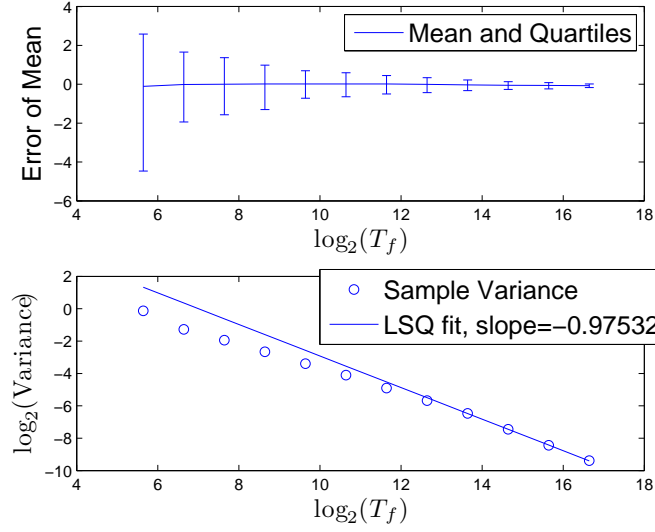 4
2
0
−2
−4
−6
Error of Mean
Mean and Quartiles
4 6 8 10 12 14 16 18
log₂(T_f)
2
0
−2
−4
−6
−8
−10
log₂(Variance)
Sample Variance
LSQ fit, slope=−0.97532
4 6 8 10 12 14 16 18
log₂(T_f)